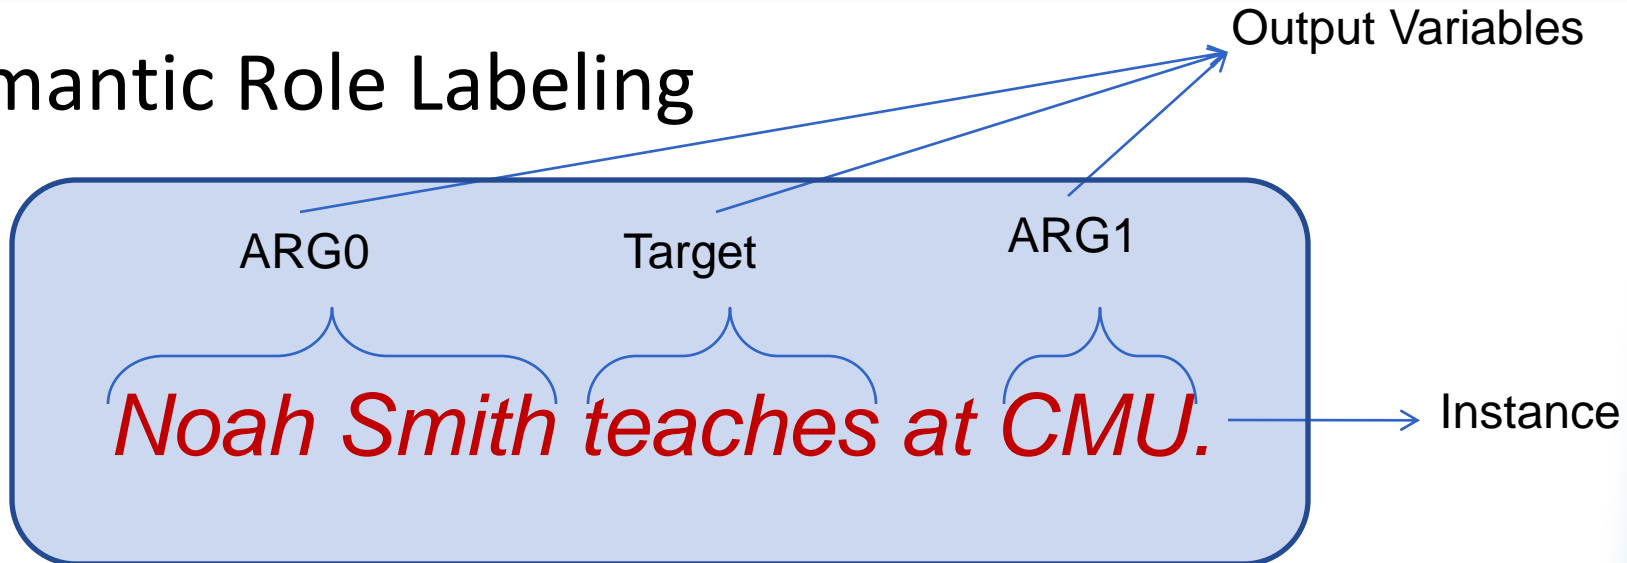 Output Variables
mantic Role Labeling
ARG0 Target ARG1
Noah Smith teaches at CMU.
Instance